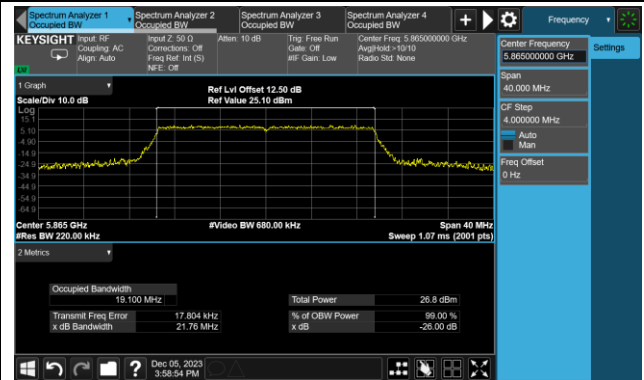 Spectrum Analyzer 1
Occupied BW
Spectrum Analyzer 2
Occupied BW
Spectrum Analyzer 3
Occupied BW
Spectrum Analyzer 4
Occupied BW
Frequency
KEYSIGHT
Input: RF
Coupling: AC
Align: Auto
Input Z: 50 Ω
Corrections: Off
Freq Ref: Int (S)
NFE: Off
Atten: 10 dB
Trig: Free Run
Gate: Off
#IF Gain: Low
Center Freq: 5.865000000 GHz
Avg|Hold:>10/10
Radio Std: None
Center Frequency
5.865000000 GHz
Settings
Span
40.000 MHz
CF Step
4.000000 MHz
Auto
Man
Freq Offset
0 Hz
1 Graph
Scale/Div 10.0 dB
Ref Lvl Offset 12.50 dB
Ref Value 25.10 dBm
Log
15.1
5.10
-4.90
-14.9
-24.9
-34.9
-44.9
-54.9
-64.9
Center 5.865 GHz
#Res BW 220.00 kHz
#Video BW 680.00 kHz
Span 40 MHz
Sweep 1.07 ms (2001 pts)
2 Metrics
Occupied Bandwidth
19.100 MHz
Total Power 26.8 dBm
Transmit Freq Error 17.804 kHz
% of OBW Power 99.00 %
x dB Bandwidth 21.76 MHz
x dB -26.00 dB
Dec 05, 2023
3:58:54 PM